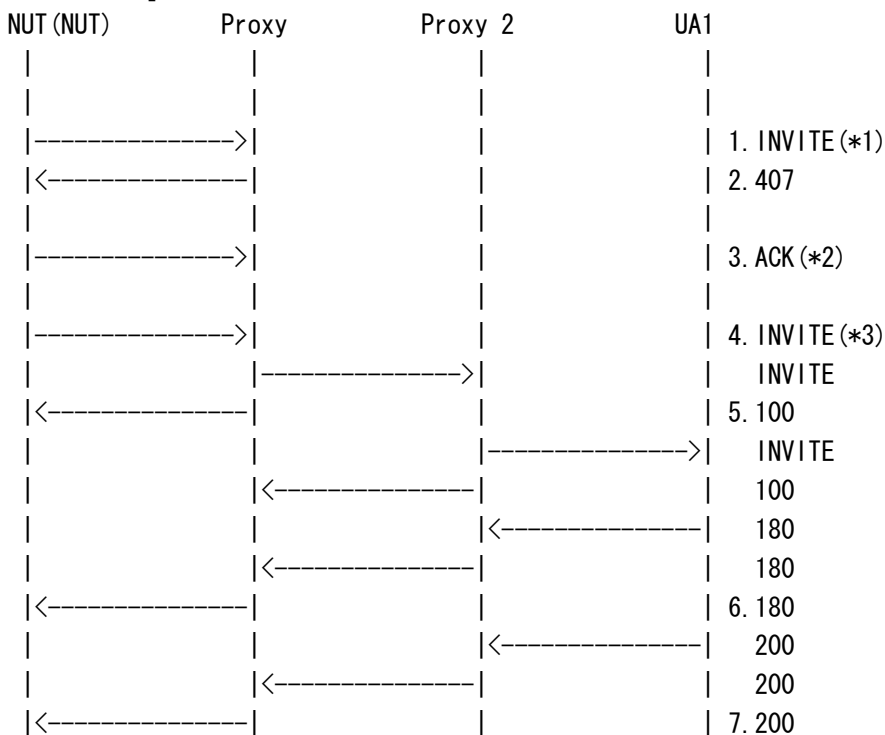 NUT(NUT) Proxy Proxy 2 UA1
| | | |
| | | |
|--------------->| | | 1. INVITE(*1)
|<---------------| | | 2. 407
| | | |
|--------------->| | | 3. ACK(*2)
| | | |
|--------------->| | | 4. INVITE(*3)
| |--------------->| | INVITE
|<---------------| | | 5. 100
| | |--------------->| INVITE
| |<---------------| | 100
| | |<---------------| 180
| |<---------------| | 180
|<---------------| | | 6. 180
| | |<---------------| 200
| |<---------------| | 200
|<---------------| | | 7. 200